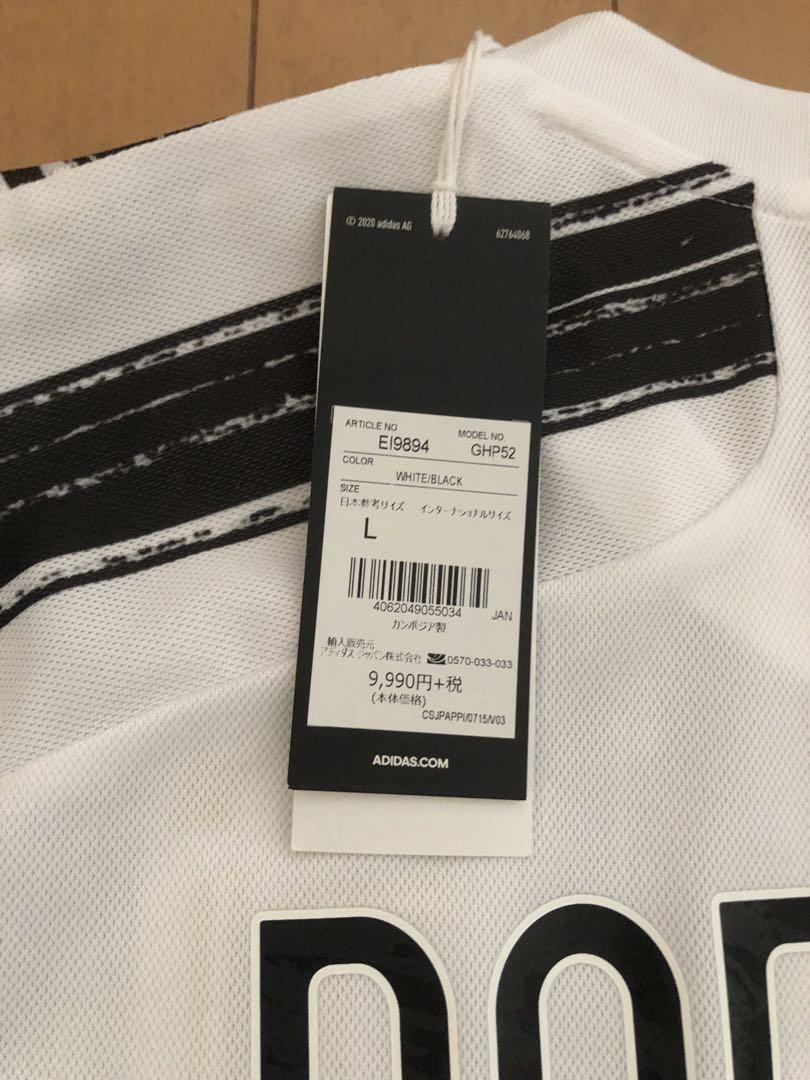 © 2020 adidas AG
62764068
ARTICLE NO
EI9894
MODEL NO.
GHP52
COLOR
WHITE/BLACK
SIZE
日本参考サイズ インターナショナルサイズ
L
4062049055034
JAN
カンボジア製
輸入販売元
アディダス ジャパン株式会社 0570-033-033
9,990円+税
(本体価格)
CSJPAPPI/0715/V03
ADIDAS.COM